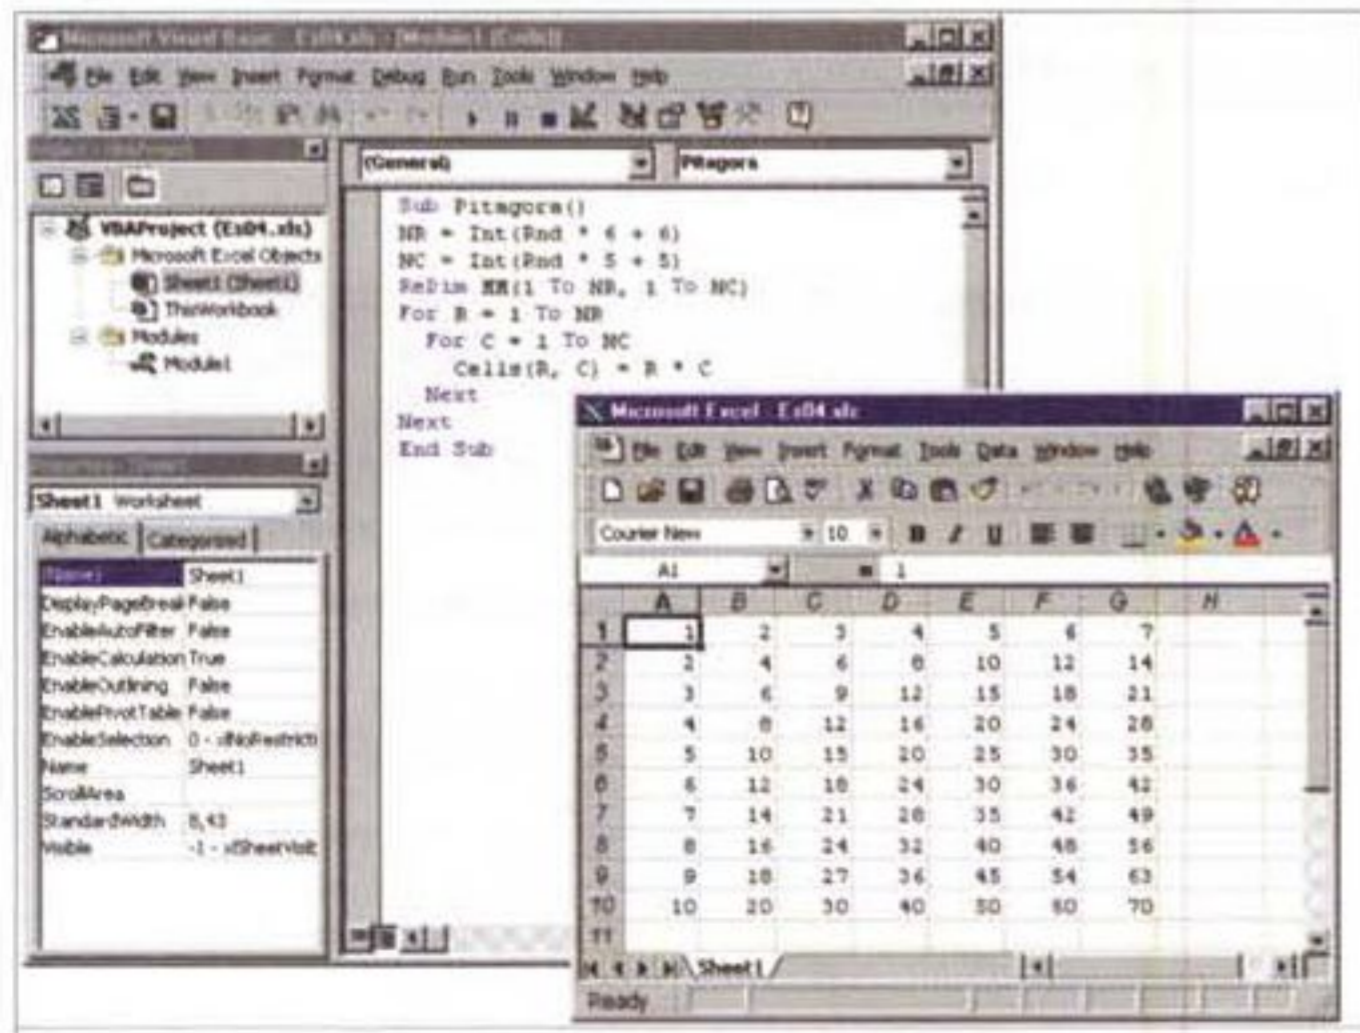 Microsoft Visual Basic - Es04.xls - [Module1 (Code)]
File Edit View Insert Format Debug Run Tools Window Help
(General)
Pitagora
VBAProject (Es04.xls)
Microsoft Excel Objects
Sheet1 (Sheet1)
ThisWorkbook
Modules
Module1
Sheet1 Worksheet
Alphabetic Categorized
(Name) Sheet1
DisplayPageBreak False
EnableAutoFilter False
EnableCalculation True
EnableOutlining False
EnablePivotTable False
EnableSelection 0 - xlNoRestricti
Name Sheet1
ScrollArea
StandardWidth 8,43
Visible -1 - xlSheetVisib
Sub Pitagora()
NR = Int(Rnd * 6 + 6)
NC = Int(Rnd * 5 + 5)
ReDim MM(1 To NR, 1 To NC)
For R = 1 To NR
For C = 1 To NC
Cells(R, C) = R * C
Next
Next
End Sub
Microsoft Excel - Es04.xls
File Edit View Insert Format Tools Data Window Help
Courier New 10 B I U
A1 = 1
A B C D E F G H
1 1 2 3 4 5 6 7
2 2 4 6 8 10 12 14
3 3 6 9 12 15 18 21
4 4 8 12 16 20 24 28
5 5 10 15 20 25 30 35
6 6 12 18 24 30 36 42
7 7 14 21 28 35 42 49
8 8 16 24 32 40 48 56
9 9 18 27 36 45 54 63
10 10 20 30 40 50 60 70
11
Sheet1
Ready